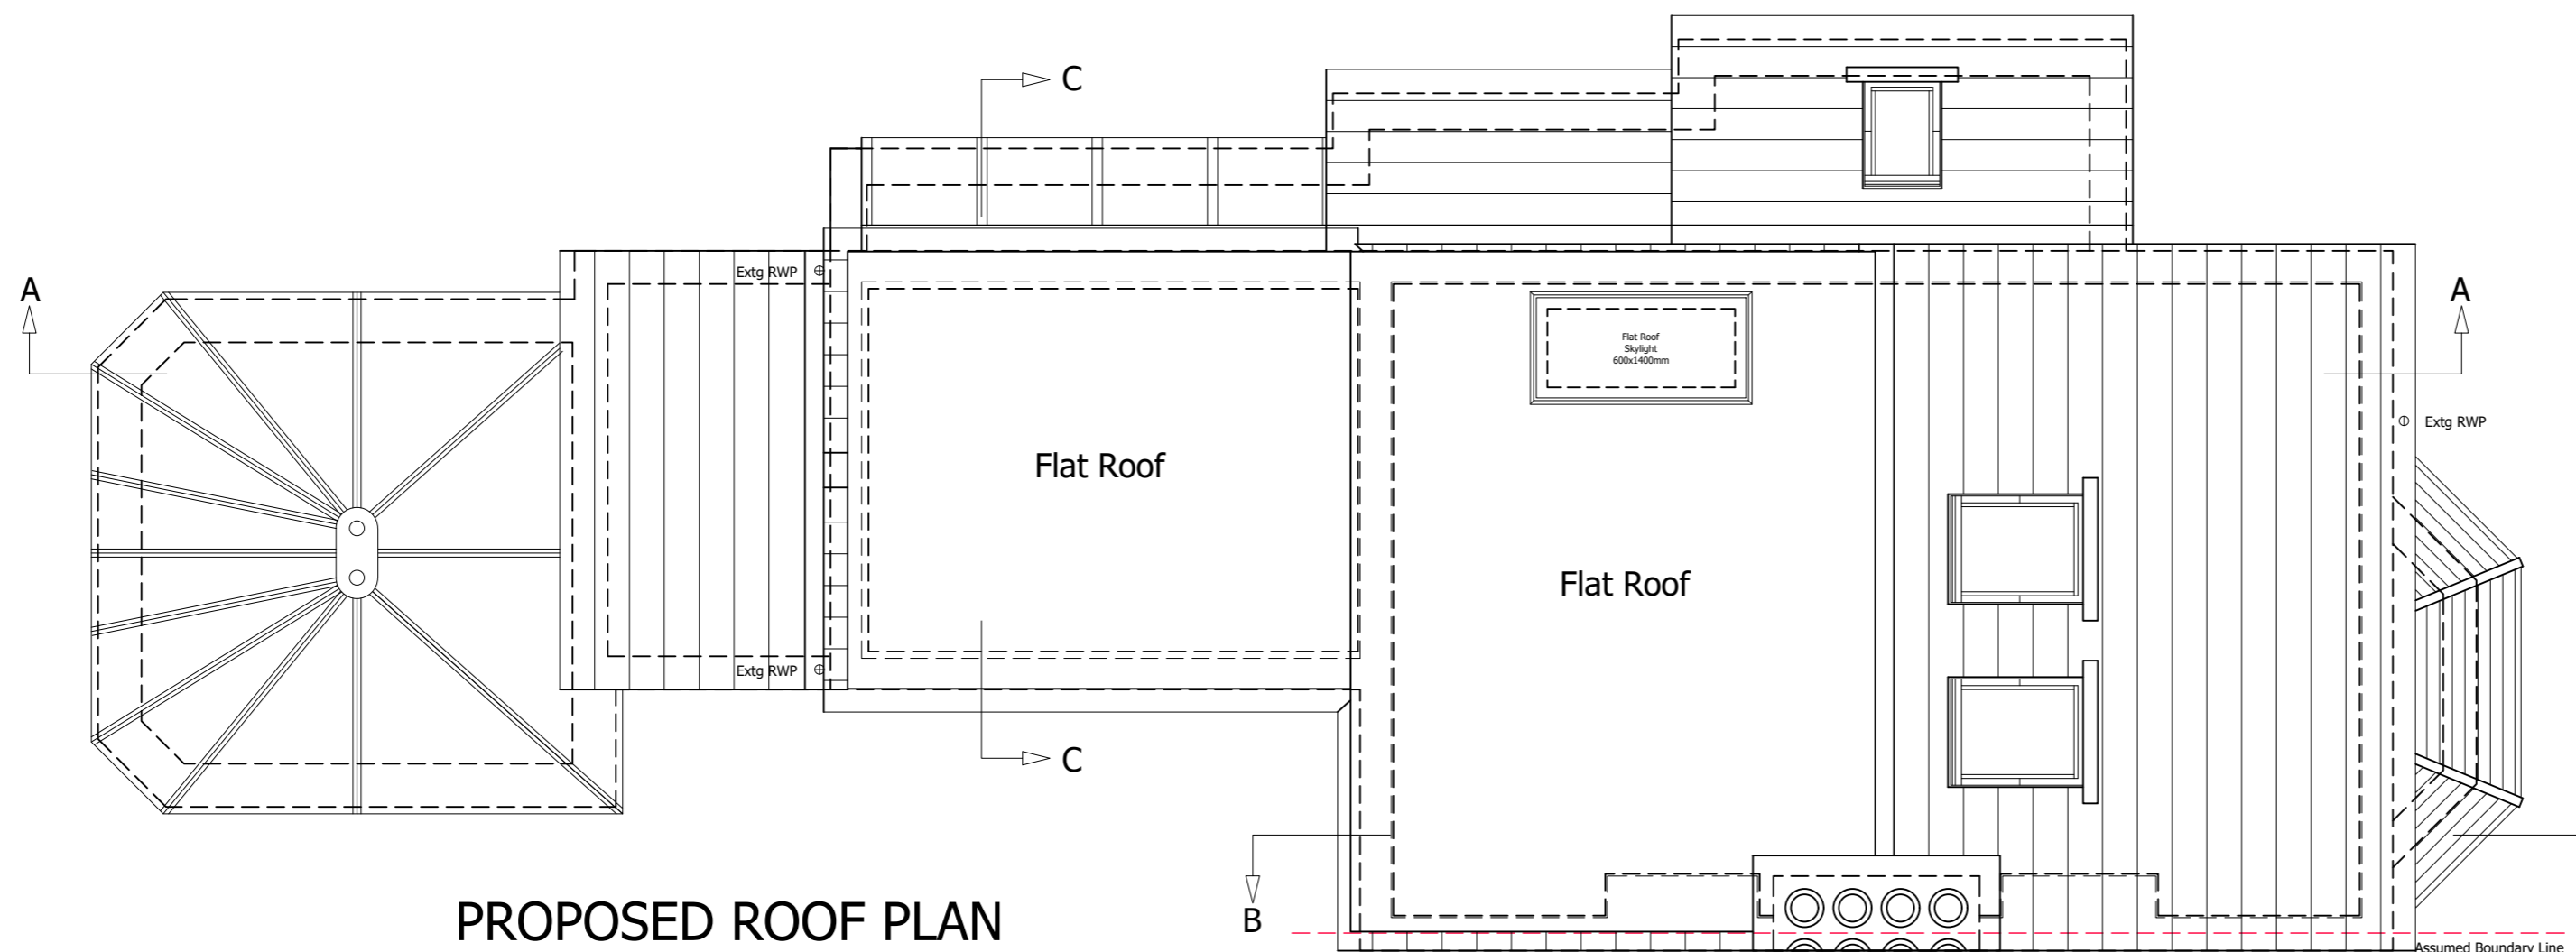 C
Extg RWP
A
A
Flat Roof
Skylight
600x1400mm
Extg RWP
Flat Roof
Flat Roof
Extg RWP
C
B
PROPOSED ROOF PLAN
Assumed Boundary Line